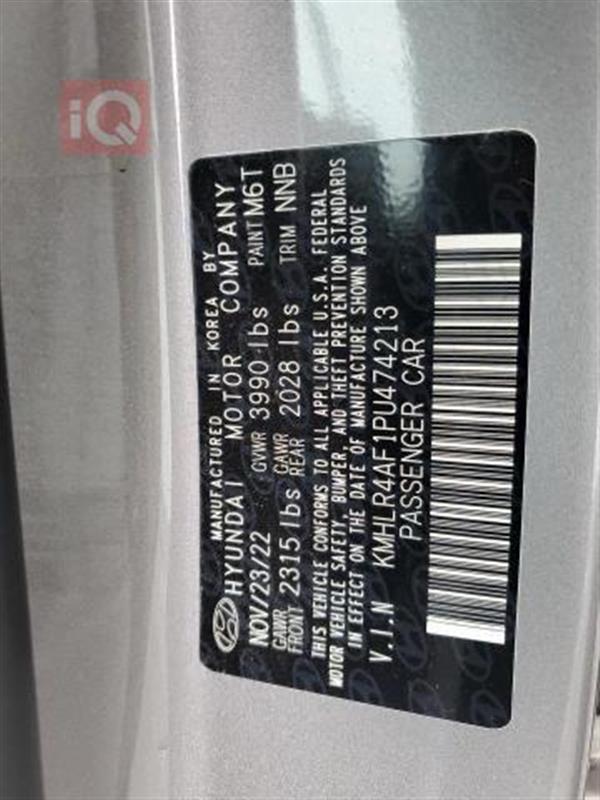 iQ
MANUFACTURED IN KOREA BY
HYUNDAI MOTOR COMPANY
NOV/23/22 GVWR 3990 lbs PAINT M6T
GAWR FRONT 2315 lbs GAWR REAR 2028 lbs TRIM NNB
THIS VEHICLE CONFORMS TO ALL APPLICABLE U.S.A. FEDERAL
MOTOR VEHICLE SAFETY, BUMPER, AND THEFT PREVENTION STANDARDS
IN EFFECT ON THE DATE OF MANUFACTURE SHOWN ABOVE
V.I.N KMHLR4AF1PU474213
PASSENGER CAR